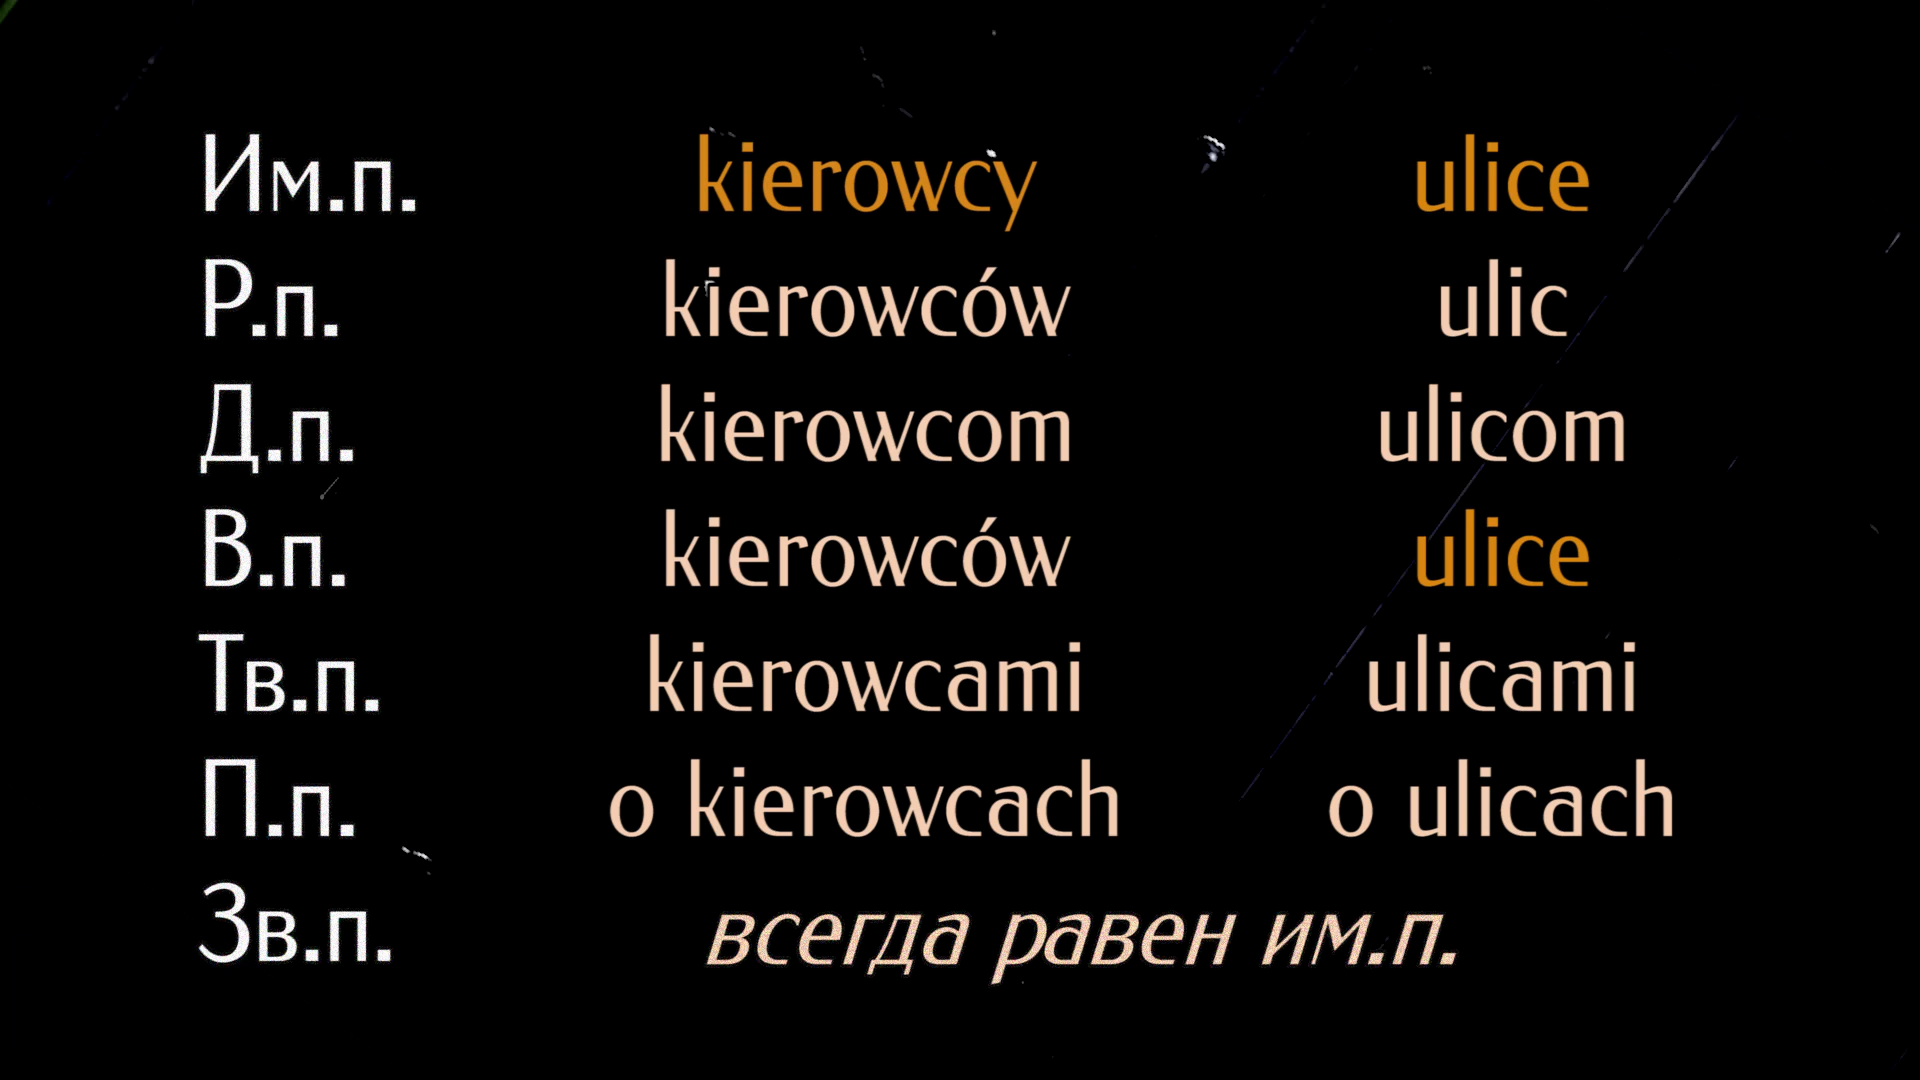 Им.п. kierowcy ulice
Р.п. kierowców ulic
Д.п. kierowcom ulicom
В.п. kierowców ulice
Тв.п. kierowcami ulicami
П.п. o kierowcach o ulicach
Зв.п. всегда равен им.п.